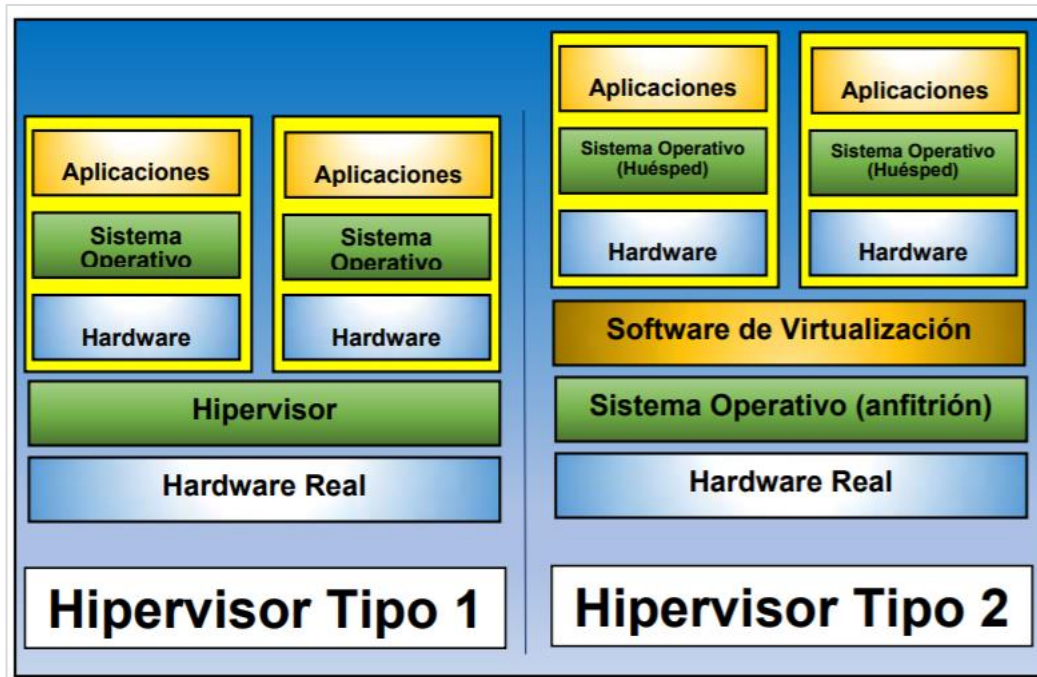 Aplicaciones
Sistema
Operativo
Hardware
Aplicaciones
Sistema
Operativo
Hardware
Hipervisor
Hardware Real
Hipervisor Tipo 1
Aplicaciones
Sistema Operativo
(Huésped)
Hardware
Aplicaciones
Sistema Operativo
(Huésped)
Hardware
Software de Virtualización
Sistema Operativo (anfitrión)
Hardware Real
Hipervisor Tipo 2